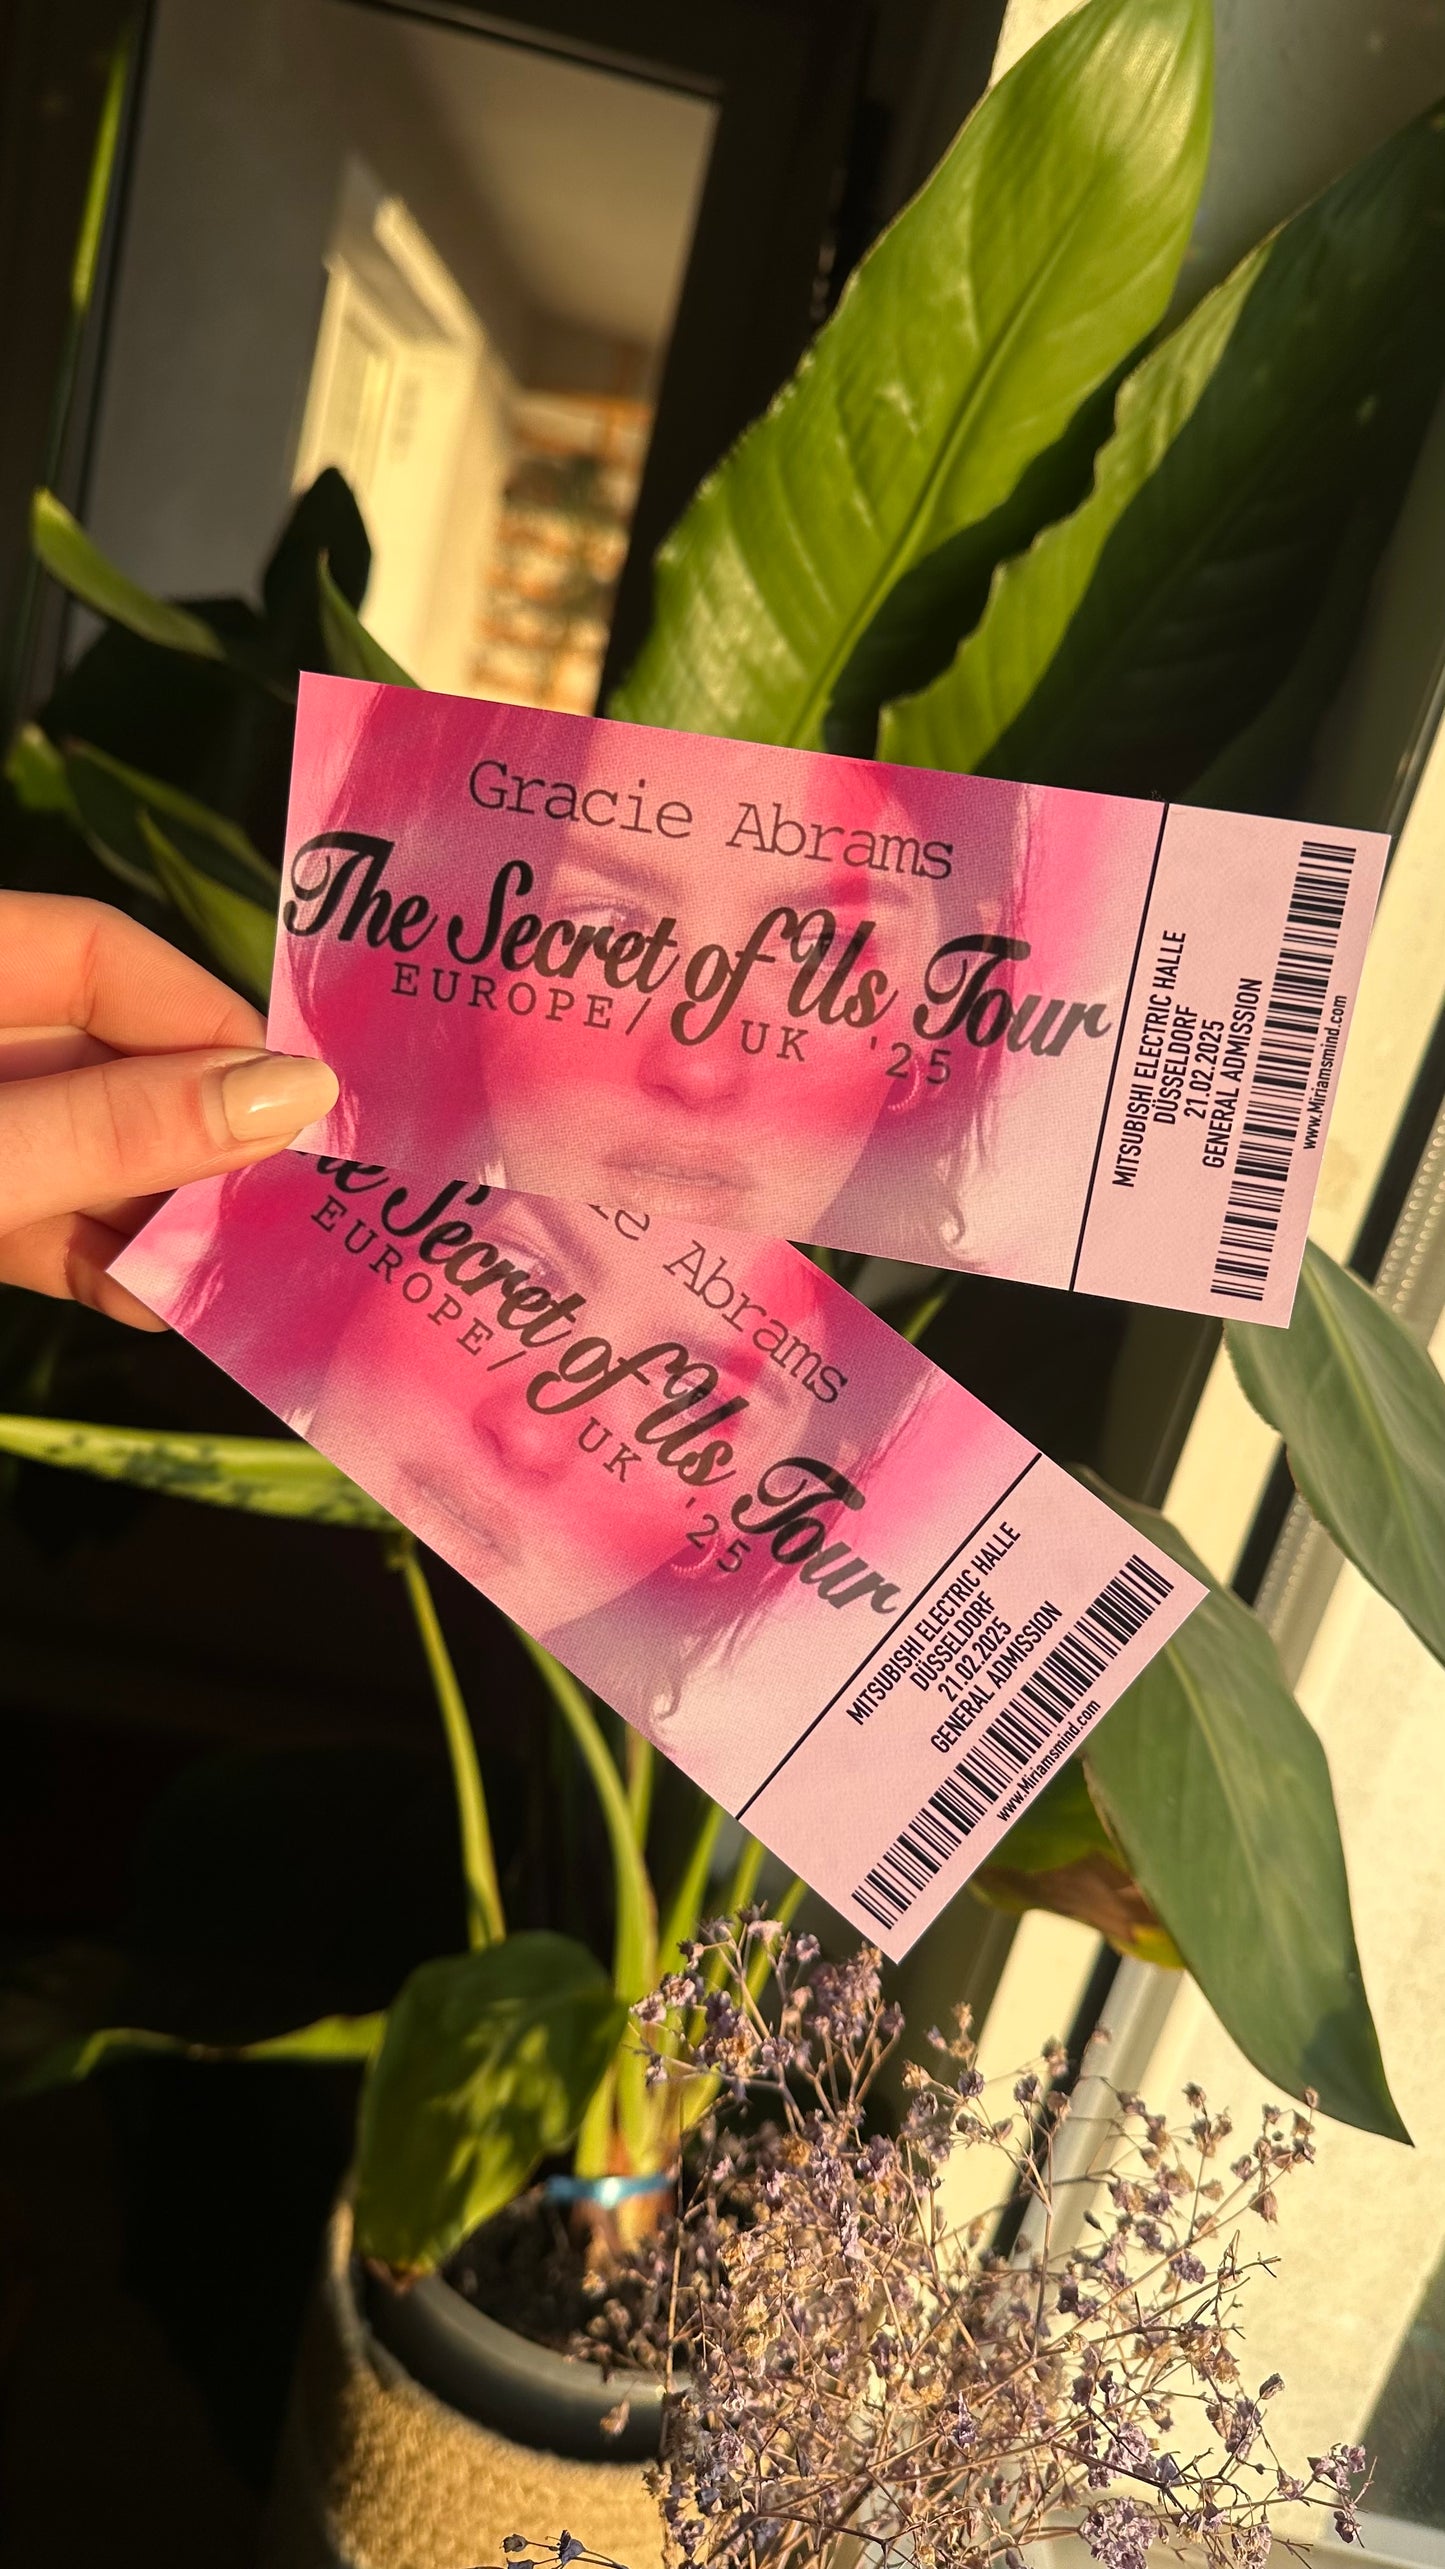 Gracie Abrams
The Secret of Us Tour
EUROPE/UK '25
MITSUBISHI ELECTRIC HALLE
DÜSSELDORF
21.02.2025
GENERAL ADMISSION
www.Miriamsmind.com
Abrams
Secret of Us Tour
EUROPE/UK '25
MITSUBISHI ELECTRIC HALLE
DÜSSELDORF
21.02.2025
GENERAL ADMISSION
www.Miriamsmind.com